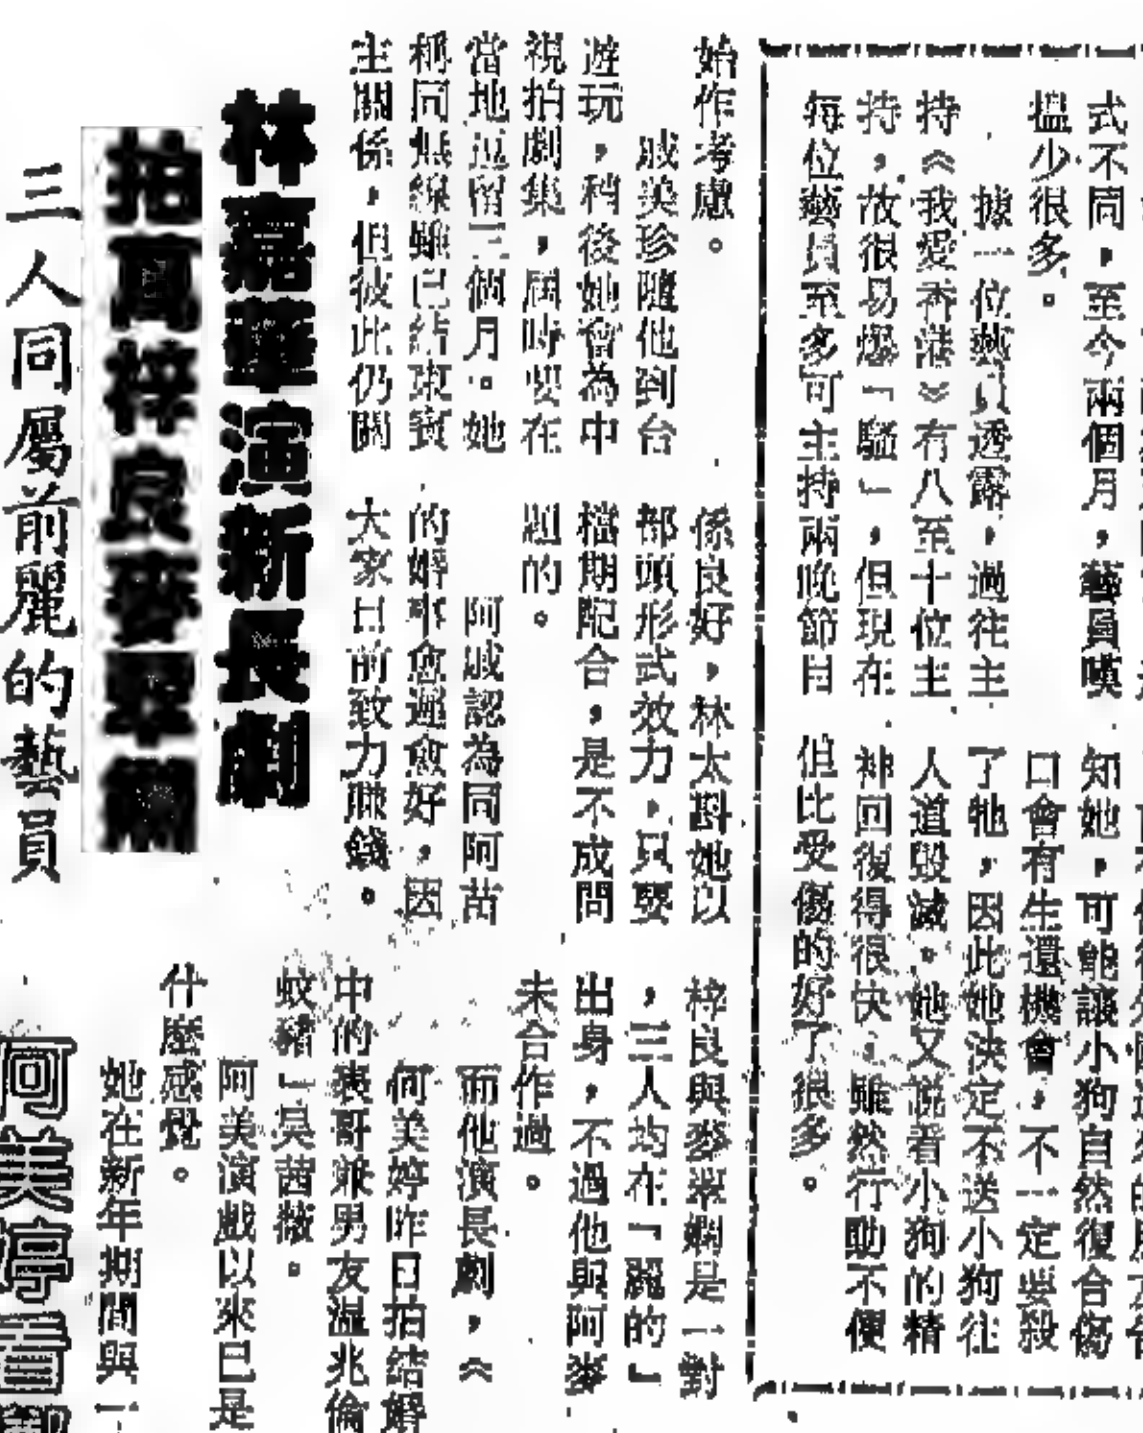 式不同，至今兩個月，藝員嘆
搵少很多。
據一位藝員透露，過往主
持《我愛香港》有八至十位主
持，故很易爆「騷」，但現在
每位藝員至多可主持兩晚節目
知她，可能讓小狗自然復合傷
口會有生還機會，不一定要殺
了牠，因此她決定不送小狗往
人道毀滅。她又說看小狗的精
神回復得很快，雖然行動不便
但比受傷的好了很多。
始作考慮。
戚美珍隨他到台
遊玩，稍後她會為中
視拍劇集，屆時要在
當地逗留三個月。她
稱同無綫雖已結束賓
主關係，但彼此仍關
係良好，林太斟她以
部頭形式效力，只要
檔期配合，是不成問
題的。
阿戚認為同阿苗
的婚事愈遲愈好，因
大家目前致力賺錢。
林嘉華演新長劇
拍萬梓良麥翠嫻
三人同屬前麗的藝員
梓良與麥翠嫻是一對
，三人均在「麗的」
出身，不過他與阿麥
未合作過。
而他演長劇，《
何美婷昨日拍結婚
中的表哥兼男友溫兆倫
蚊豬」吳茜薇。
阿美演戲以來已是
什麼感覺。
她在新年期間與一
何美婷